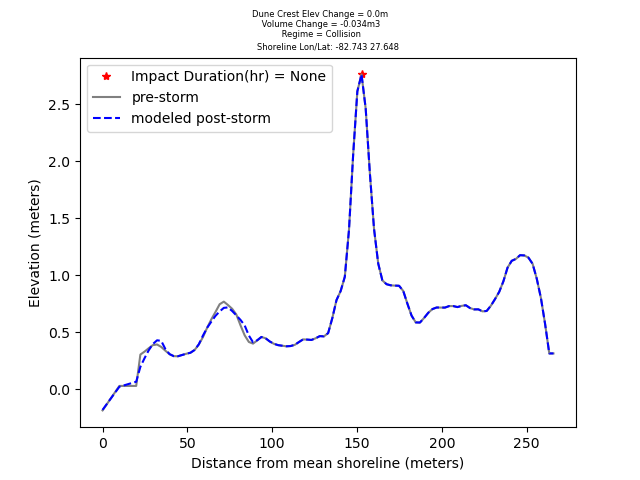 Dune Crest Elev Change = 0.0m
Volume Change = -0.034m3
Regime = Collision
Shoreline Lon/Lat: -82.743 27.648
Impact Duration(hr) = None
pre-storm
modeled post-storm
2.5
2.0
1.5
1.0
0.5
0.0
Elevation (meters)
0 50 100 150 200 250
Distance from mean shoreline (meters)